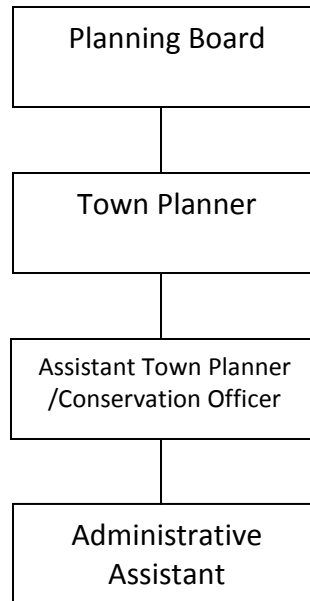 Planning Board
Town Planner
Assistant Town Planner
/Conservation Officer
Administrative
Assistant